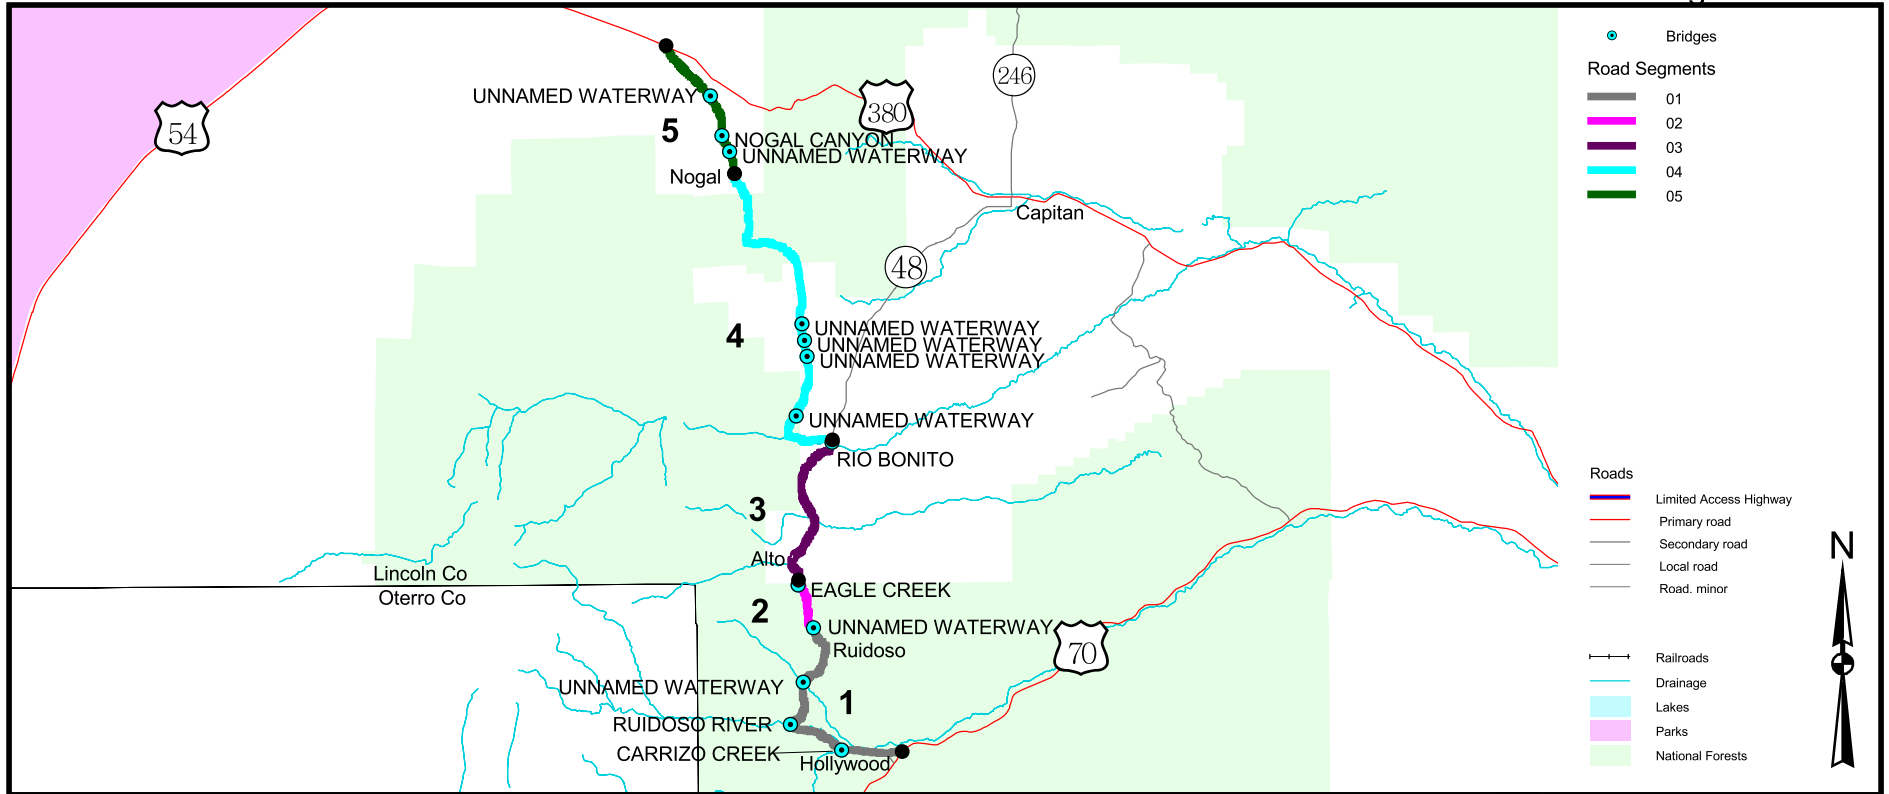 Bridges
Road Segments
01
02
03
04
05
246
380
54
UNNAMED WATERWAY
5
NOGAL CANYON
UNNAMED WATERWAY
Nogal
Capitan
48
4
UNNAMED WATERWAY
UNNAMED WATERWAY
UNNAMED WATERWAY
UNNAMED WATERWAY
RIO BONITO
3
Alto
Lincoln Co
Oterro Co
EAGLE CREEK
2
UNNAMED WATERWAY
Ruidoso
70
UNNAMED WATERWAY
1
RUIDOSO RIVER
CARRIZO CREEK
Hollywood
Roads
Limited Access Highway
Primary road
Secondary road
Local road
Road. minor
N
Railroads
Drainage
Lakes
Parks
National Forests